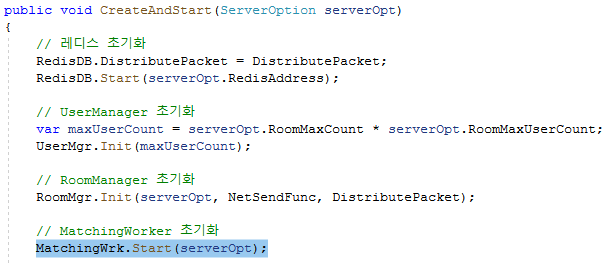 public void CreateAndStart(ServerOption serverOpt)
{
// 레디스 초기화
RedisDB.DistributePacket = DistributePacket;
RedisDB.Start(serverOpt.RedisAddress);
// UserManager 초기화
var maxUserCount = serverOpt.RoomMaxCount * serverOpt.RoomMaxUserCount;
UserMgr.Init(maxUserCount);
// RoomManager 초기화
RoomMgr.Init(serverOpt, NetSendFunc, DistributePacket);
// MatchingWorker 초기화
MatchingWrk.Start(serverOpt);